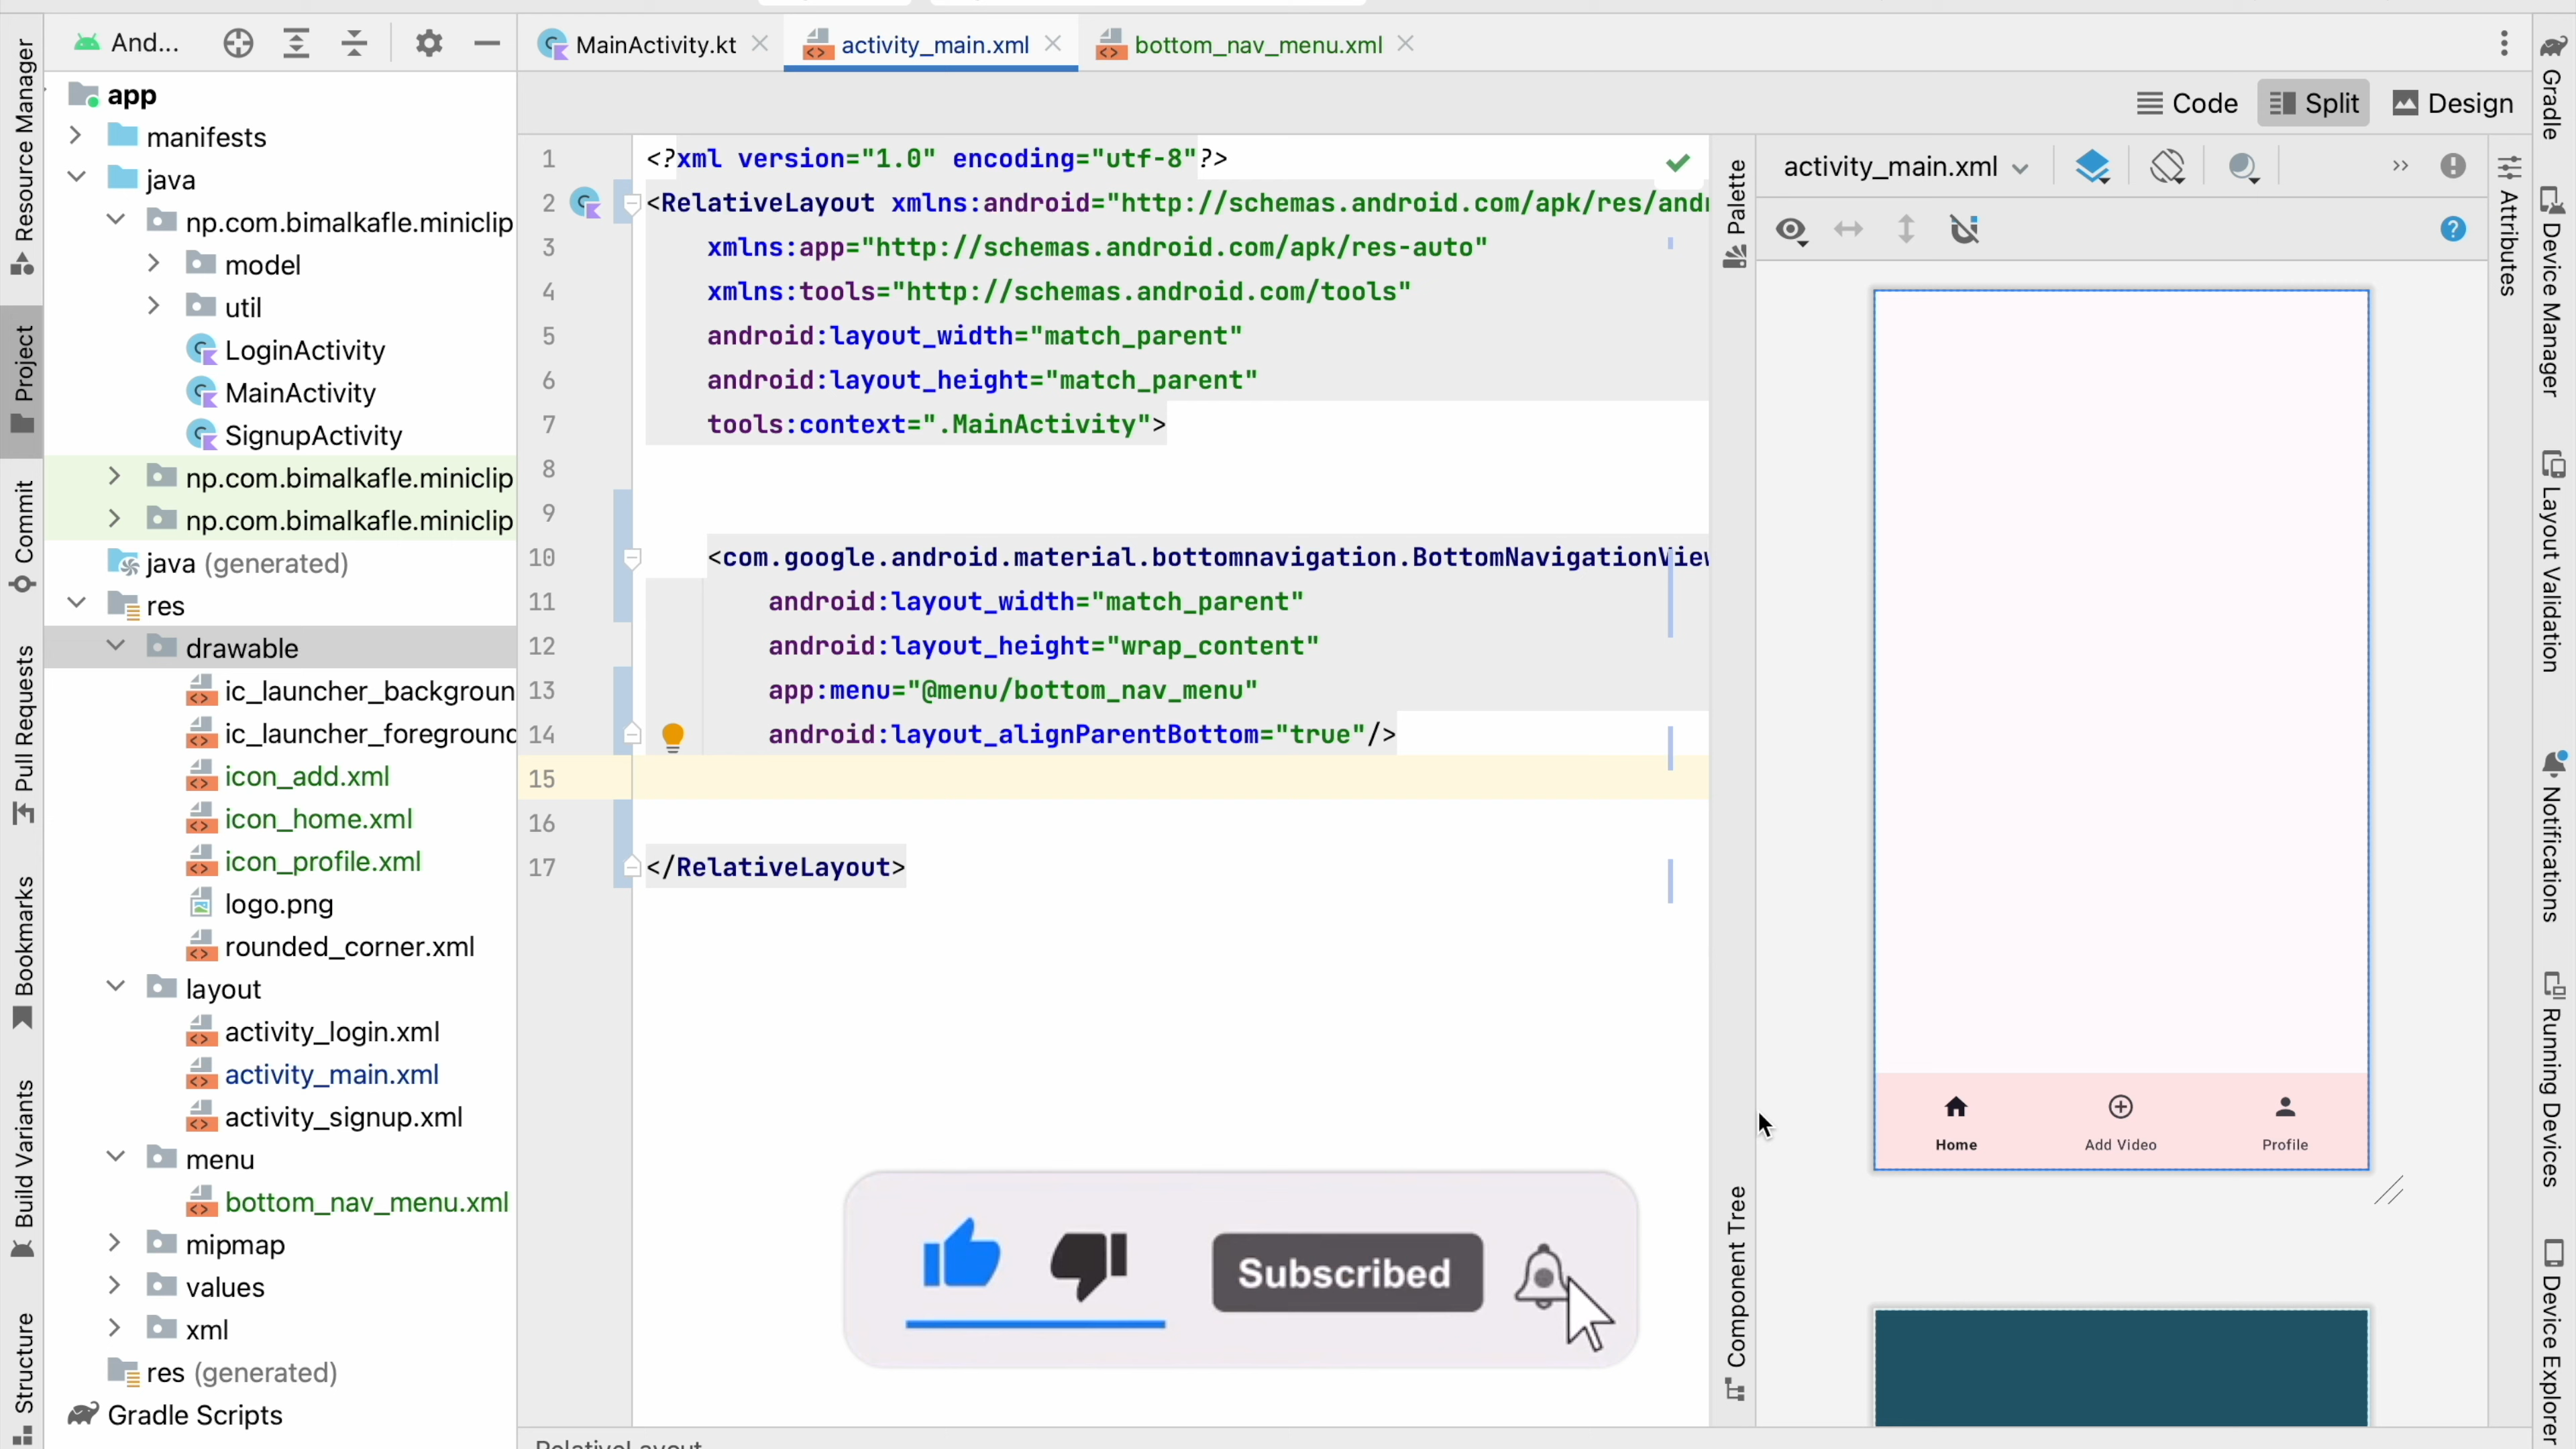 And...
MainActivity.kt
activity_main.xml
bottom_nav_menu.xml
Code
Split
Design
Resource Manager
Project
Commit
Pull Requests
Bookmarks
Build Variants
Structure
app
manifests
java
np.com.bimalkafle.miniclip
model
util
LoginActivity
MainActivity
SignupActivity
np.com.bimalkafle.miniclip
np.com.bimalkafle.miniclip
java (generated)
res
drawable
ic_launcher_backgroun
ic_launcher_foreground
icon_add.xml
icon_home.xml
icon_profile.xml
logo.png
rounded_corner.xml
layout
activity_login.xml
activity_main.xml
activity_signup.xml
menu
bottom_nav_menu.xml
mipmap
values
xml
res (generated)
Gradle Scripts
1 <?xml version="1.0" encoding="utf-8"?>
2 <RelativeLayout xmlns:android="http://schemas.android.com/apk/res/andr
3 xmlns:app="http://schemas.android.com/apk/res-auto"
4 xmlns:tools="http://schemas.android.com/tools"
5 android:layout_width="match_parent"
6 android:layout_height="match_parent"
7 tools:context=".MainActivity">
8
9
10 <com.google.android.material.bottomnavigation.BottomNavigationView
11 android:layout_width="match_parent"
12 android:layout_height="wrap_content"
13 app:menu="@menu/bottom_nav_menu"
14 android:layout_alignParentBottom="true"/>
15
16
17 </RelativeLayout>
Subscribed
RelativeLayout
Palette
Component Tree
activity_main.xml
Home
Add Video
Profile
Attributes
Gradle
Device Manager
Layout Validation
Notifications
Running Devices
Device Explorer